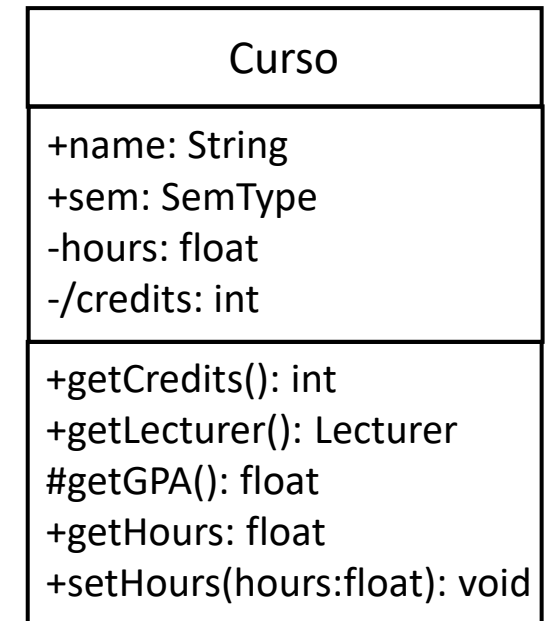 Curso
+name: String
+sem: SemType
-hours: float
-/credits: int
+getCredits(): int
+getLecturer(): Lecturer
#getGPA(): float
+getHours: float
+setHours(hours:float): void